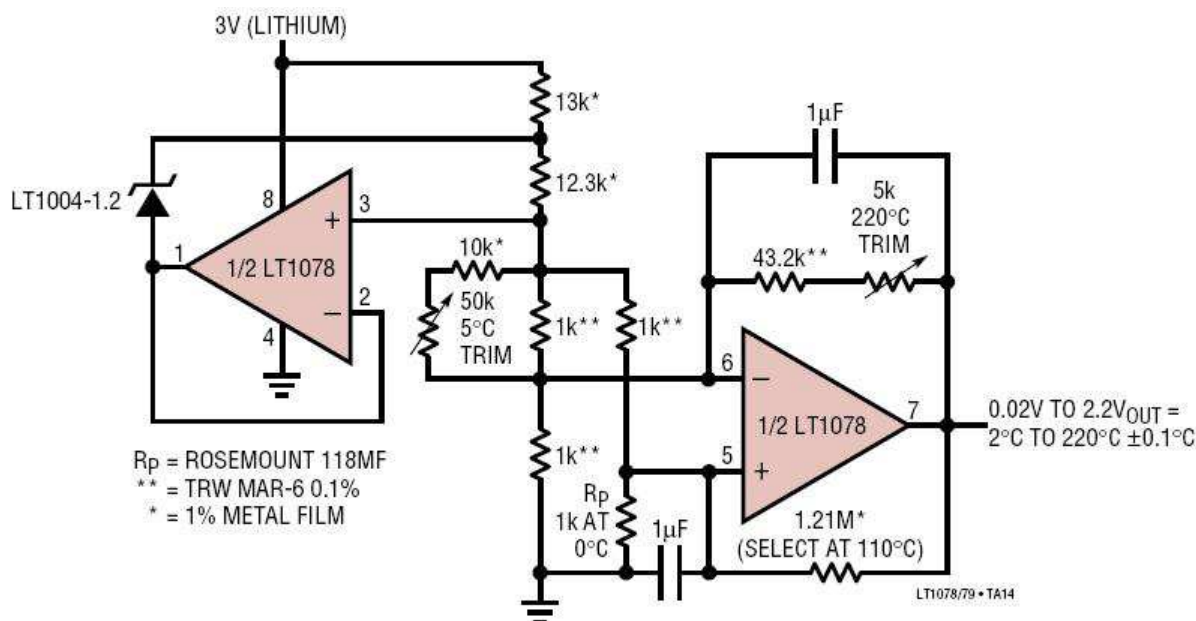 3V (LITHIUM)
13k*
12.3k*
LT1004-1.2
8
3
+
1
1/2 LT1078
2
−
4
10k*
50k
5°C
TRIM
1k**
1k**
1k**
1µF
5k
220°C
TRIM
43.2k**
6
−
1/2 LT1078
7
5
+
0.02V TO 2.2VOUT =
2°C TO 220°C ±0.1°C
RP
1k AT
0°C
1µF
1.21M*
(SELECT AT 110°C)
RP = ROSEMOUNT 118MF
** = TRW MAR-6 0.1%
* = 1% METAL FILM
LT1078/79 • TA14